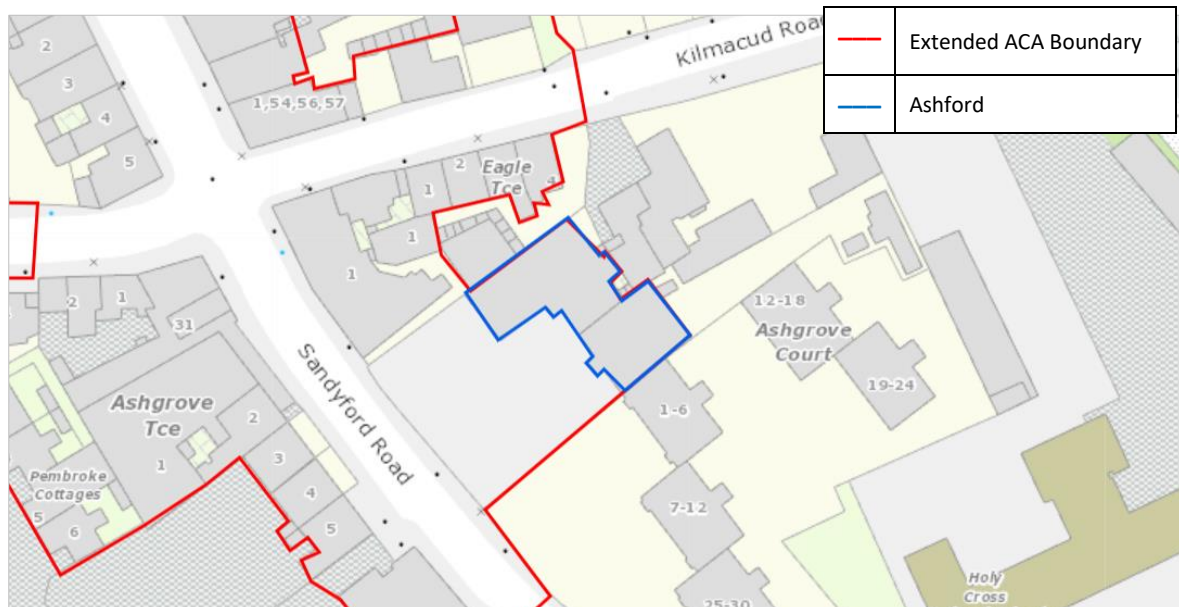 Extended ACA Boundary
Ashford
Kilmacud Road
2
3
4
5
1,54,56,57
Eagle
Tce
1
2
4
1
1
2
1
31
Sandyford Road
Ashgrove
Tce
1
2
3
4
5
Pembroke
Cottages
5
6
12-18
Ashgrove
Court
19-24
1-6
7-12
25-30
Holy
Cross